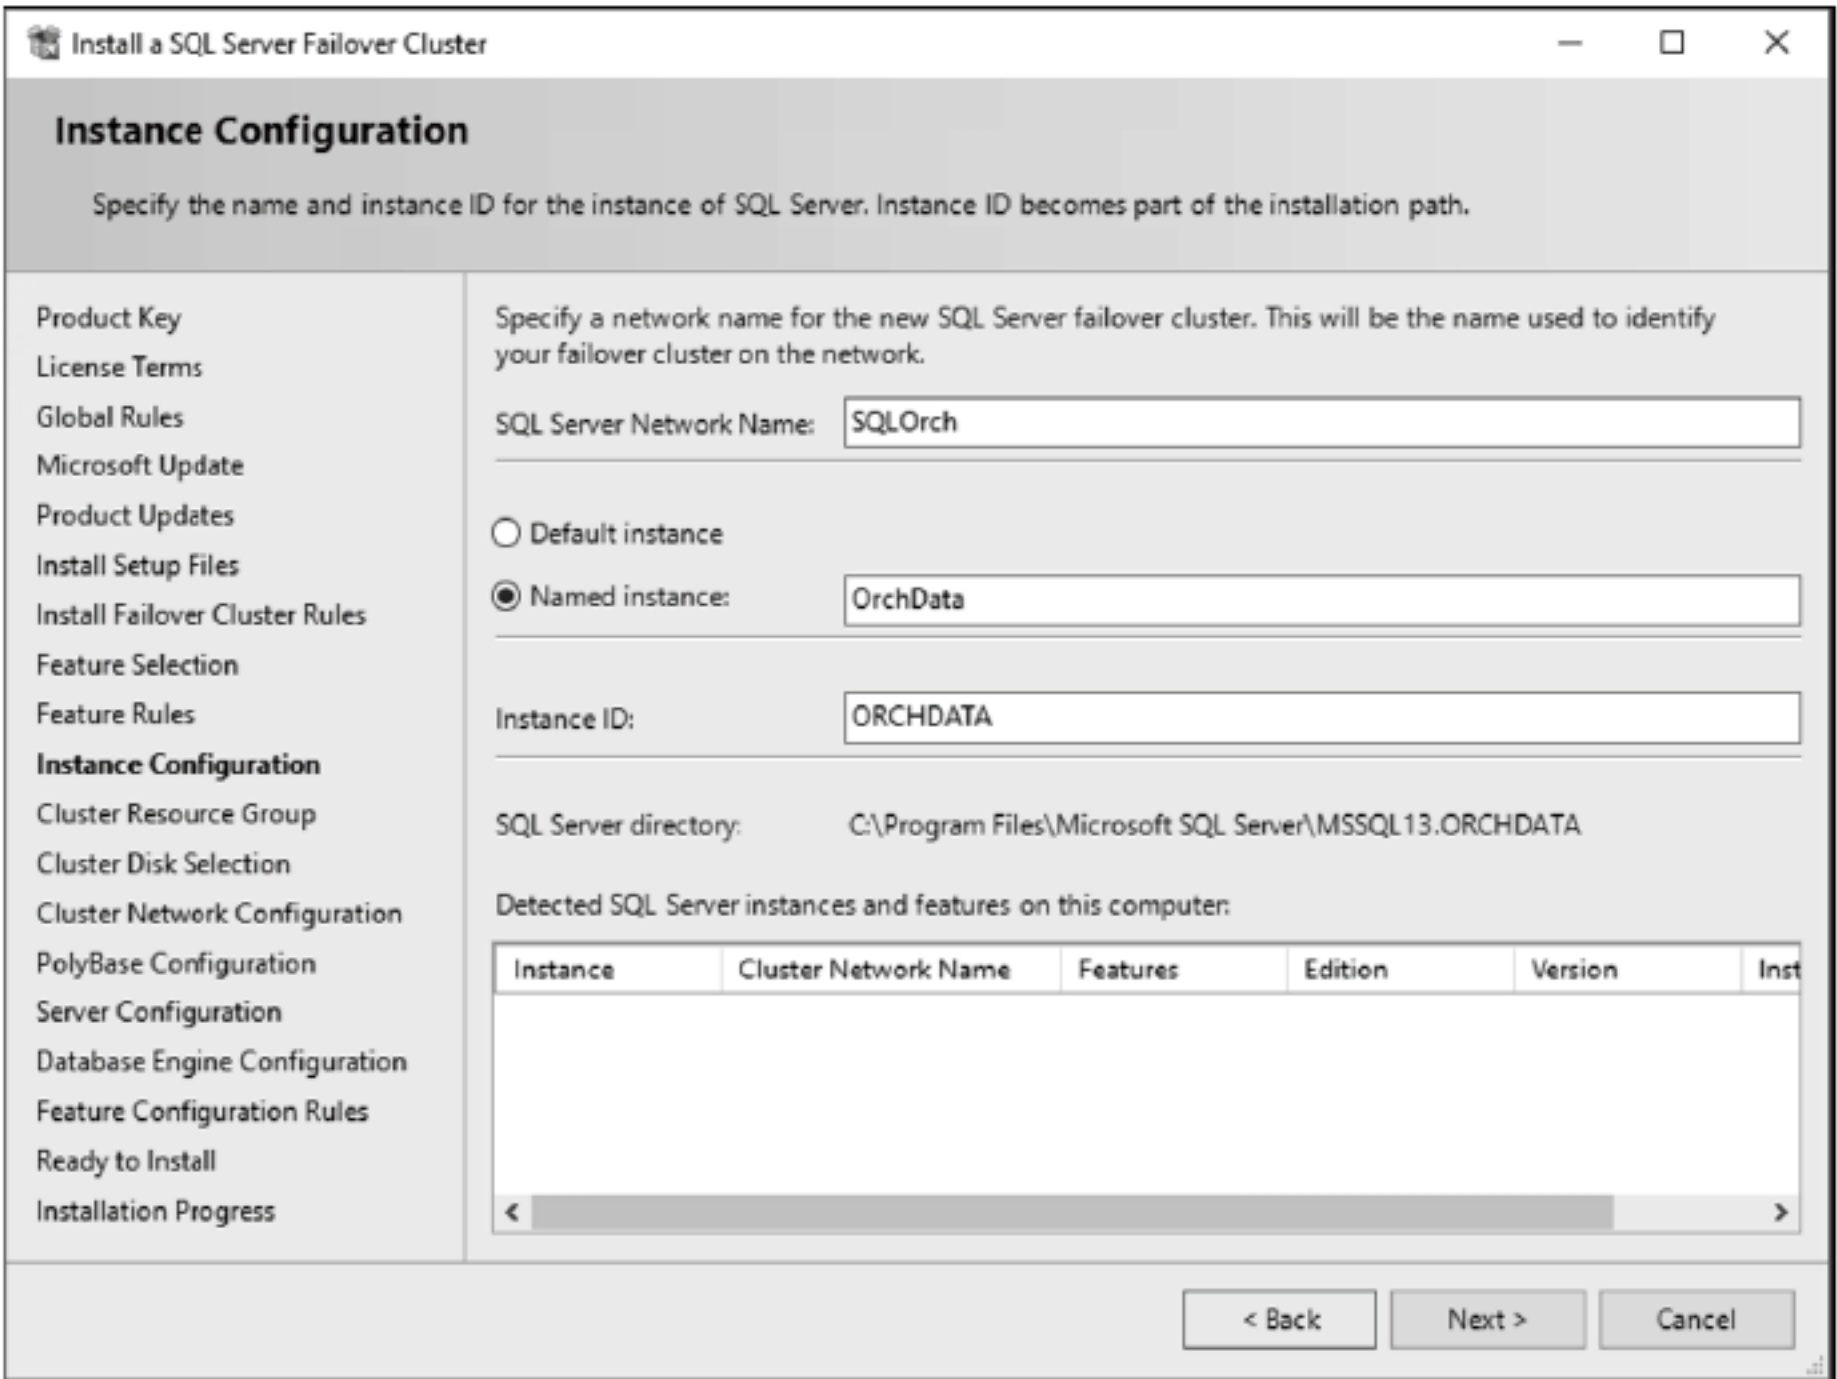 Install a SQL Server Failover Cluster
Instance Configuration
Specify the name and instance ID for the instance of SQL Server. Instance ID becomes part of the installation path.
Product Key
License Terms
Global Rules
Microsoft Update
Product Updates
Install Setup Files
Install Failover Cluster Rules
Feature Selection
Feature Rules
Instance Configuration
Cluster Resource Group
Cluster Disk Selection
Cluster Network Configuration
PolyBase Configuration
Server Configuration
Database Engine Configuration
Feature Configuration Rules
Ready to Install
Installation Progress
Specify a network name for the new SQL Server failover cluster. This will be the name used to identify
your failover cluster on the network.
SQL Server Network Name: SQLOrch
Default instance
Named instance: OrchData
Instance ID: ORCHDATA
SQL Server directory: C:\Program Files\Microsoft SQL Server\MSSQL13.ORCHDATA
Detected SQL Server instances and features on this computer:
Instance Cluster Network Name Features Edition Version Inst
< Back Next > Cancel